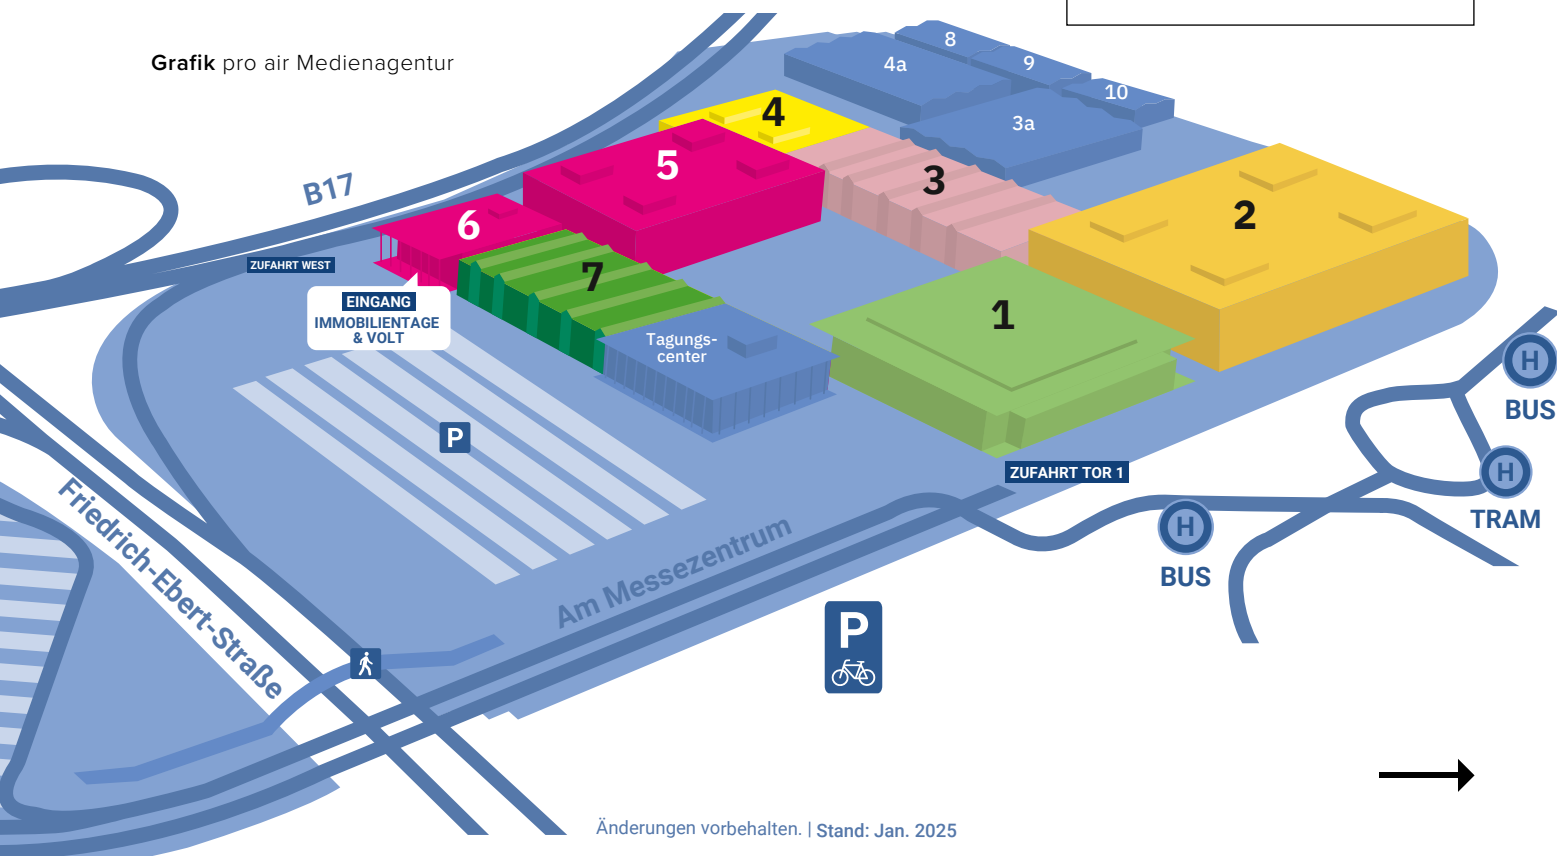 Grafik pro air Medienagentur
8
4a
9
10
3a
4
5
3
2
6
7
1
B17
ZUFAHRT WEST
EINGANG
IMMOBILIENTAGE
& VOLT
Tagungs-
center
P
H
BUS
ZUFAHRT TOR 1
H
TRAM
H
BUS
Friedrich-Ebert-Straße
Am Messezentrum
P
Änderungen vorbehalten. | Stand: Jan. 2025